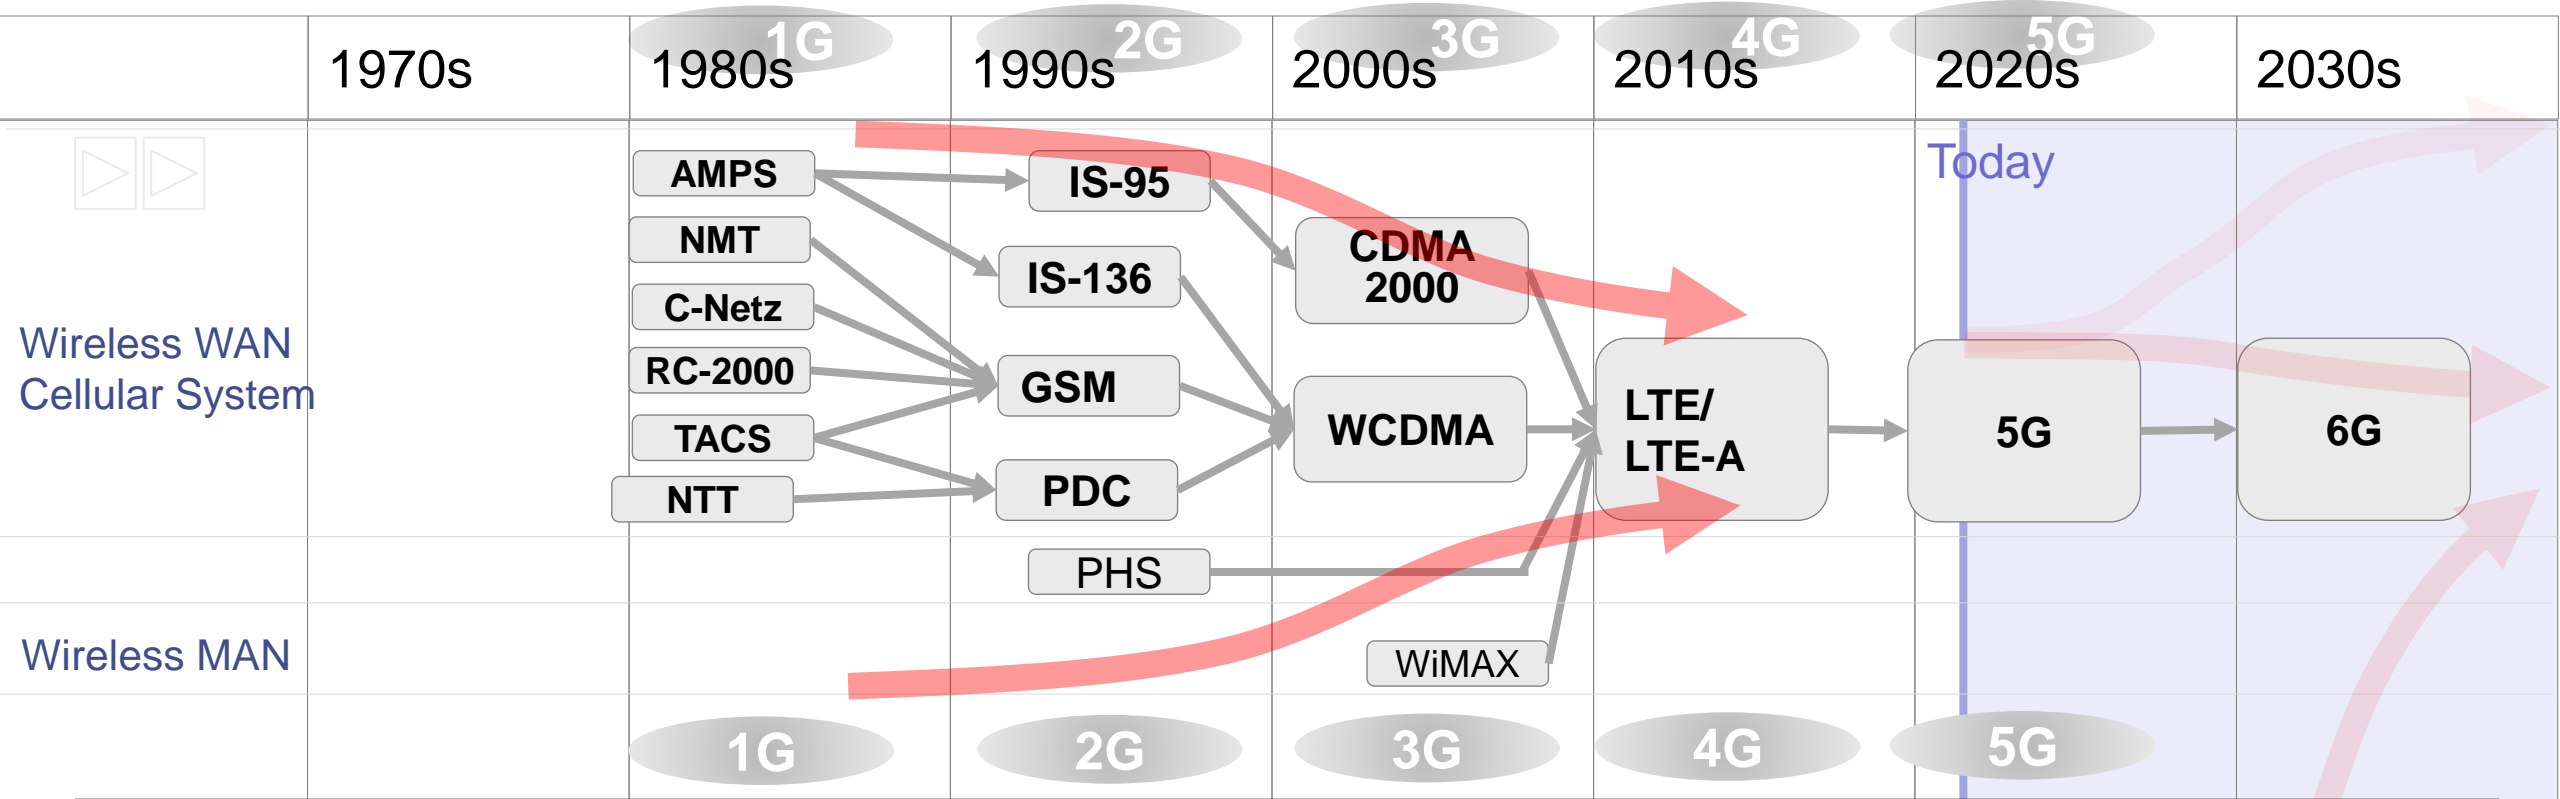 1G
2G
3G
4G
5G
1970s
1980s
1990s
2000s
2010s
2020s
2030s
Today
AMPS
IS-95
NMT
CDMA
2000
IS-136
C-Netz
Wireless WAN
Cellular System
RC-2000
GSM
LTE/
LTE-A
WCDMA
5G
6G
TACS
PDC
NTT
PHS
Wireless MAN
WiMAX
1G
2G
3G
4G
5G